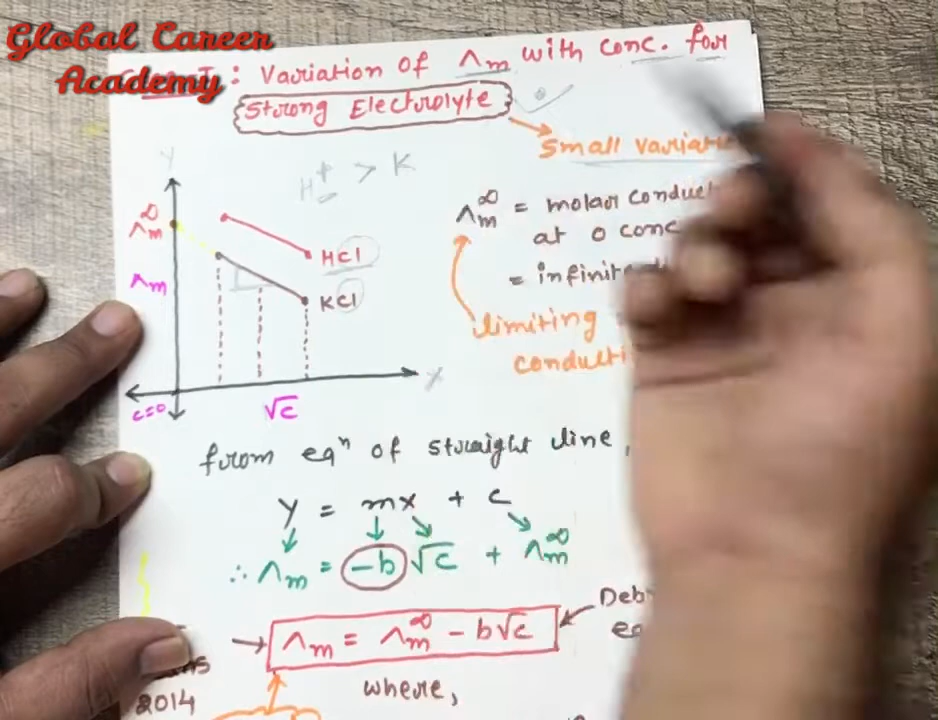 Global Career
Academy
: Variation of Λm with conc. for
Strong Electrolyte
Small variati
H⁺ > K
Y
Λm∞ = molar conduct
at 0 conc
= infinite
Λm∞
Λm
HCl
KCl
limiting
conducti
X
c=0
√c
from eqⁿ of straight line,
y = mx + c
∴ Λm = -b √c + Λm∞
Deb
Λm = Λm∞ - b√c
eq
where,
2014